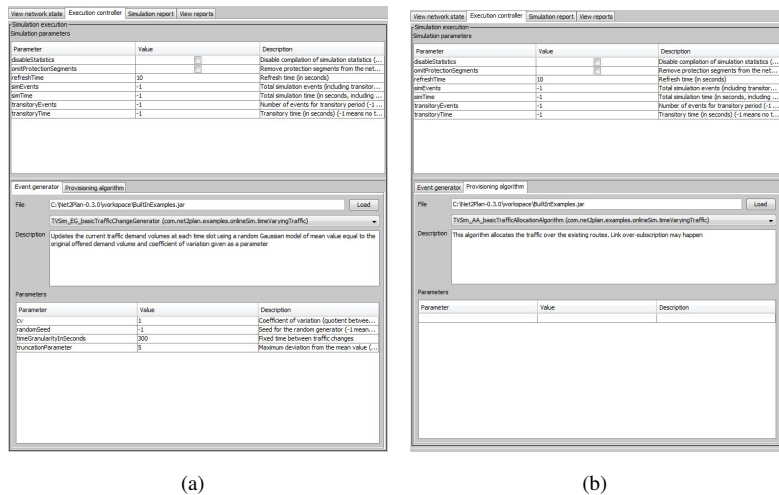 View network state Execution controller Simulation report View reports
Simulation execution
Simulation parameters
Parameter Value Description
disableStatistics Disable compilation of simulation statistics (...
omitProtectionSegments Remove protection segments from the net...
refreshTime 10 Refresh time (in seconds)
simEvents -1 Total simulation events (including transitor...
simTime -1 Total simulation time (in seconds, including ...
transitoryEvents -1 Number of events for transitory period (-1 ...
transitoryTime -1 Transitory time (in seconds) (-1 means no t...
Event generator Provisioning algorithm
File C:\Net2Plan-0.3.0\workspace\BuiltInExamples.jar Load
TVSim_EG_basicTrafficChangeGenerator (com.net2plan.examples.onlineSim.timeVaryingTraffic)
Description Updates the current traffic demand volumes at each time slot using a random Gaussian model of mean value equal to the
original offered demand volume and coefficient of variation given as a parameter
Parameters
Parameter Value Description
cv 1 Coefficient of variation (quotient betwee...
randomSeed -1 Seed for the random generator (-1 mean...
timeGranularityInSeconds 300 Fixed time between traffic changes
truncationParameter 5 Maximum deviation from the mean value (...
(a)
View network state Execution controller Simulation report View reports
Simulation execution
Simulation parameters
Parameter Value Description
disableStatistics Disable compilation of simulation statistics (...
omitProtectionSegments Remove protection segments from the net...
refreshTime 10 Refresh time (in seconds)
simEvents -1 Total simulation events (including transitor...
simTime -1 Total simulation time (in seconds, including ...
transitoryEvents -1 Number of events for transitory period (-1 ...
transitoryTime -1 Transitory time (in seconds) (-1 means no t...
Event generator Provisioning algorithm
File C:\Net2Plan-0.3.0\workspace\BuiltInExamples.jar Load
TVSim_AA_basicTrafficAllocationAlgorithm (com.net2plan.examples.onlineSim.timeVaryingTraffic)
Description This algorithm allocates the traffic over the existing routes. Link over-subscription may happen
Parameters
Parameter Value Description
(b)